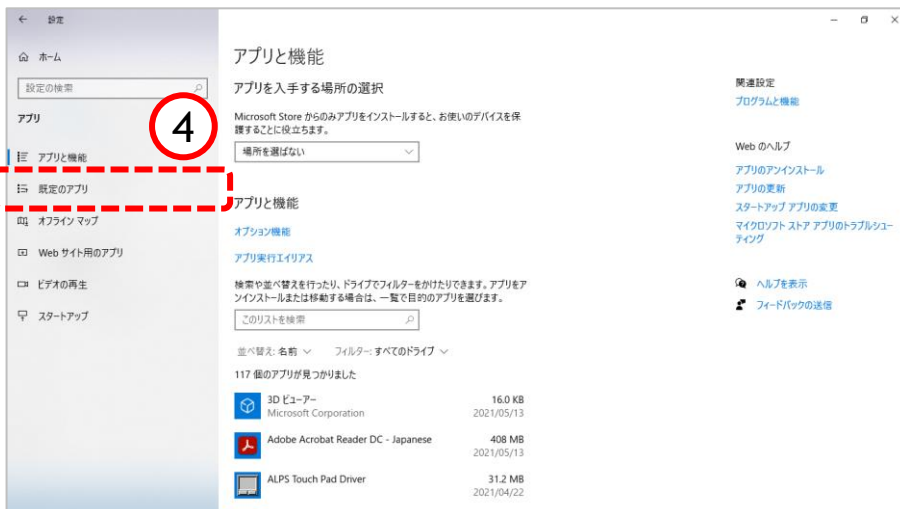 設定
ホーム
設定の検索
アプリ
アプリと機能
既定のアプリ
オフライン マップ
Web サイト用のアプリ
ビデオの再生
スタートアップ
4
アプリと機能
アプリを入手する場所の選択
Microsoft Store からのみアプリをインストールすると、お使いのデバイスを保
護することに役立ちます。
場所を選ばない
アプリと機能
オプション機能
アプリ実行エイリアス
検索や並べ替えを行ったり、ドライブでフィルターをかけたりできます。アプリをア
ンインストールまたは移動する場合は、一覧で目的のアプリを選びます。
このリストを検索
並べ替え: 名前 フィルター: すべてのドライブ
117 個のアプリが見つかりました
3D ビューアー 16.0 KB
Microsoft Corporation 2021/05/13
Adobe Acrobat Reader DC - Japanese 408 MB
2021/05/13
ALPS Touch Pad Driver 31.2 MB
2021/04/22
関連設定
プログラムと機能
Web のヘルプ
アプリのアンインストール
アプリの更新
スタートアップ アプリの変更
マイクロソフト ストア アプリのトラブルシュー
ティング
ヘルプを表示
フィードバックの送信